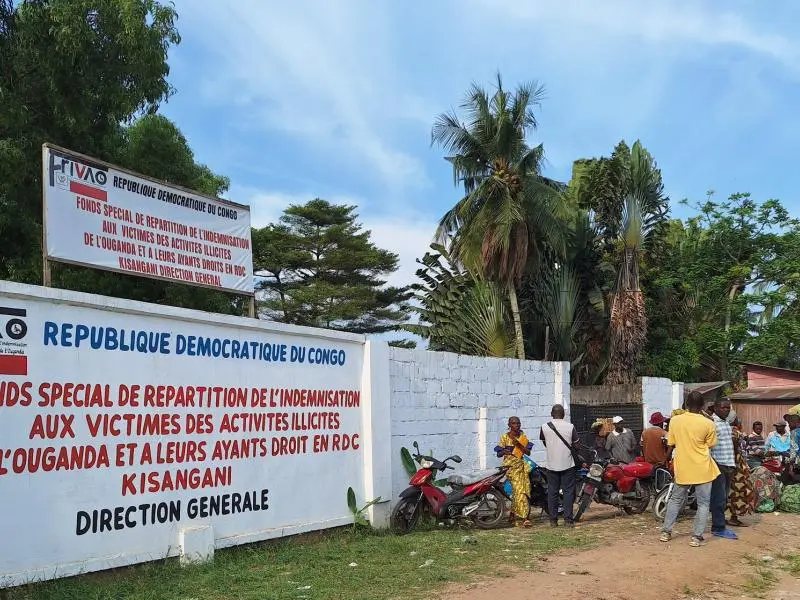 Frivao
REPUBLIQUE DEMOCRATIQUE DU CONGO
FONDS SPECIAL DE REPARTITION DE L'INDEMNISATION
AUX VICTIMES DES ACTIVITES ILLICITES
DE L'OUGANDA ET A LEURS AYANTS DROITS EN RDC
KISANGANI DIRECTION GENERALE
REPUBLIQUE DEMOCRATIQUE DU CONGO
NDS SPECIAL DE REPARTITION DE L'INDEMNISATION
AUX VICTIMES DES ACTIVITES ILLICITES
L'OUGANDA ET A LEURS AYANTS DROIT EN RDC
KISANGANI
DIRECTION GENERALE